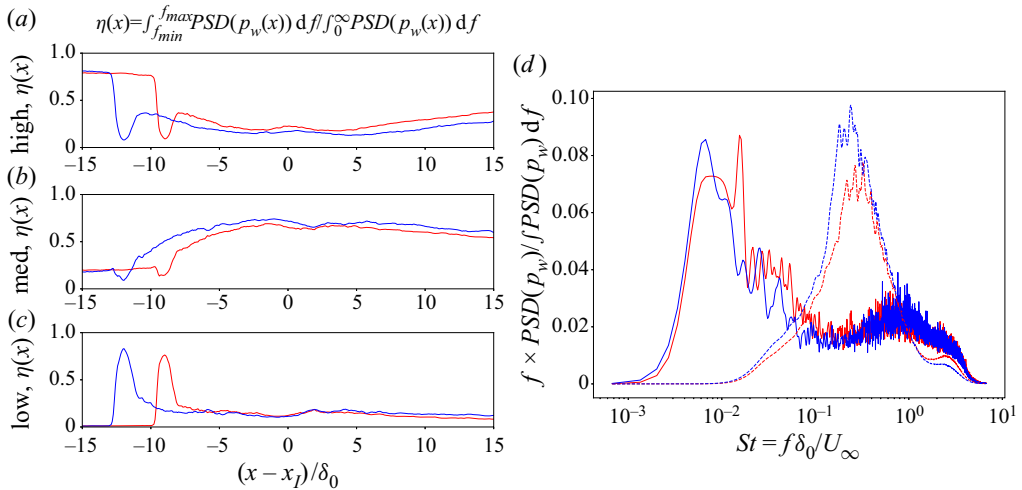 (a)
η(x)=∫_{f_min}^{f_max} PSD(p_w(x)) df/∫_0^∞ PSD(p_w(x)) df
high, η(x)
1.0
0.5
0
−15 −10 −5 0 5 10 15
(b)
med, η(x)
1.0
0.5
0
−15 −10 −5 0 5 10 15
(c)
low, η(x)
1.0
0.5
0
−15 −10 −5 0 5 10 15
(x − x_I)/δ_0
(d)
f × PSD(p_w)/∫PSD(p_w) df
0.10
0.08
0.06
0.04
0.02
0
10^{−3} 10^{−2} 10^{−1} 10^0 10^1
St = fδ_0/U_∞